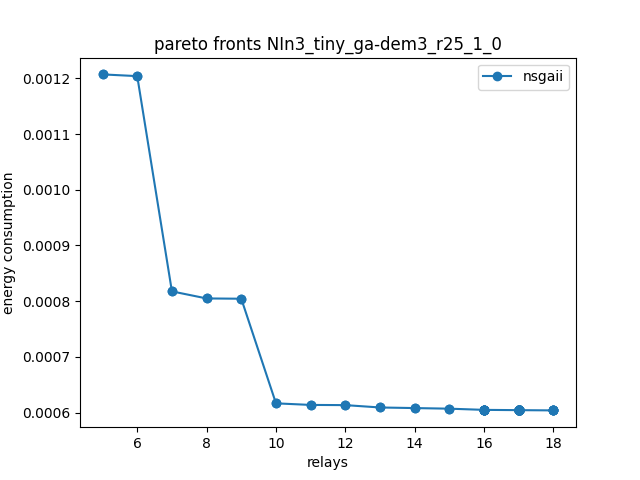 pareto fronts NIn3_tiny_ga-dem3_r25_1_0
nsgaii
energy consumption
0.0012
0.0011
0.0010
0.0009
0.0008
0.0007
0.0006
6 8 10 12 14 16 18
relays